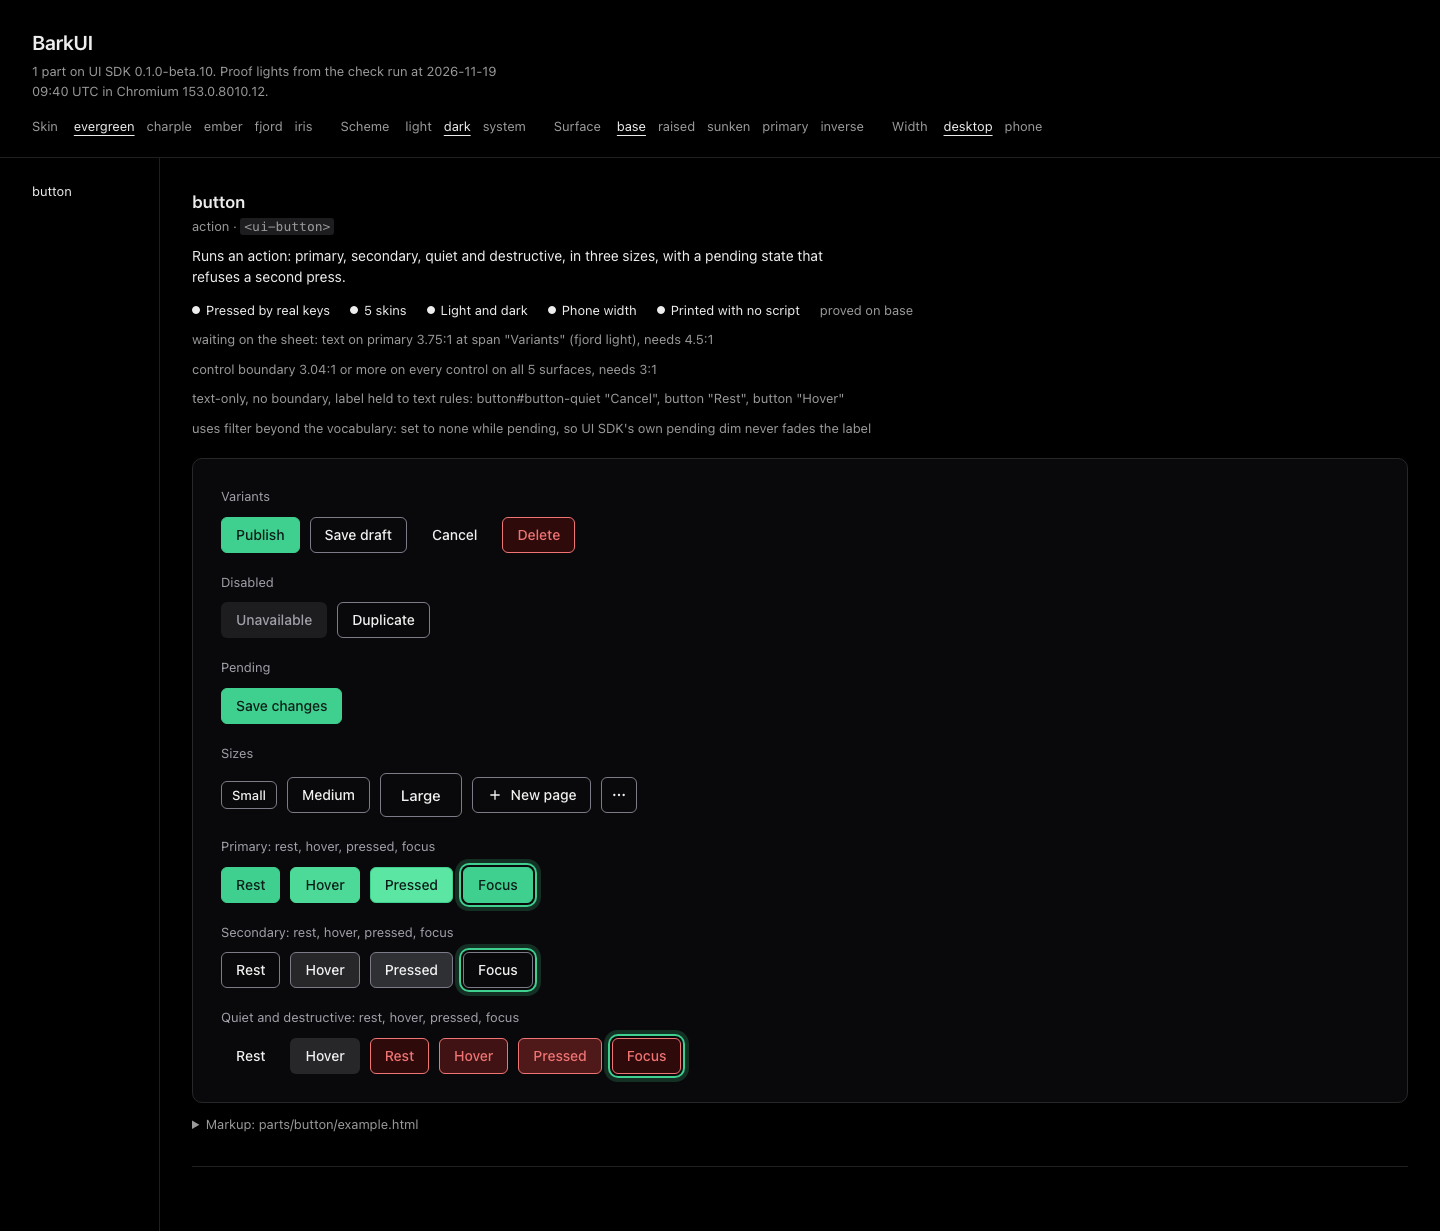 BarkUI
1 part on UI SDK 0.1.0-beta.10. Proof lights from the check run at 2026-11-19
09:40 UTC in Chromium 153.0.8010.12.
Skin evergreen charple ember fjord iris Scheme light dark system Surface base raised sunken primary inverse Width desktop phone
button
button
action · <ui-button>
Runs an action: primary, secondary, quiet and destructive, in three sizes, with a pending state that
refuses a second press.
Pressed by real keys 5 skins Light and dark Phone width Printed with no script proved on base
waiting on the sheet: text on primary 3.75:1 at span "Variants" (fjord light), needs 4.5:1
control boundary 3.04:1 or more on every control on all 5 surfaces, needs 3:1
text-only, no boundary, label held to text rules: button#button-quiet "Cancel", button "Rest", button "Hover"
uses filter beyond the vocabulary: set to none while pending, so UI SDK's own pending dim never fades the label
Variants
Publish Save draft Cancel Delete
Disabled
Unavailable Duplicate
Pending
Save changes
Sizes
Small Medium Large + New page ···
Primary: rest, hover, pressed, focus
Rest Hover Pressed Focus
Secondary: rest, hover, pressed, focus
Rest Hover Pressed Focus
Quiet and destructive: rest, hover, pressed, focus
Rest Hover Rest Hover Pressed Focus
Markup: parts/button/example.html